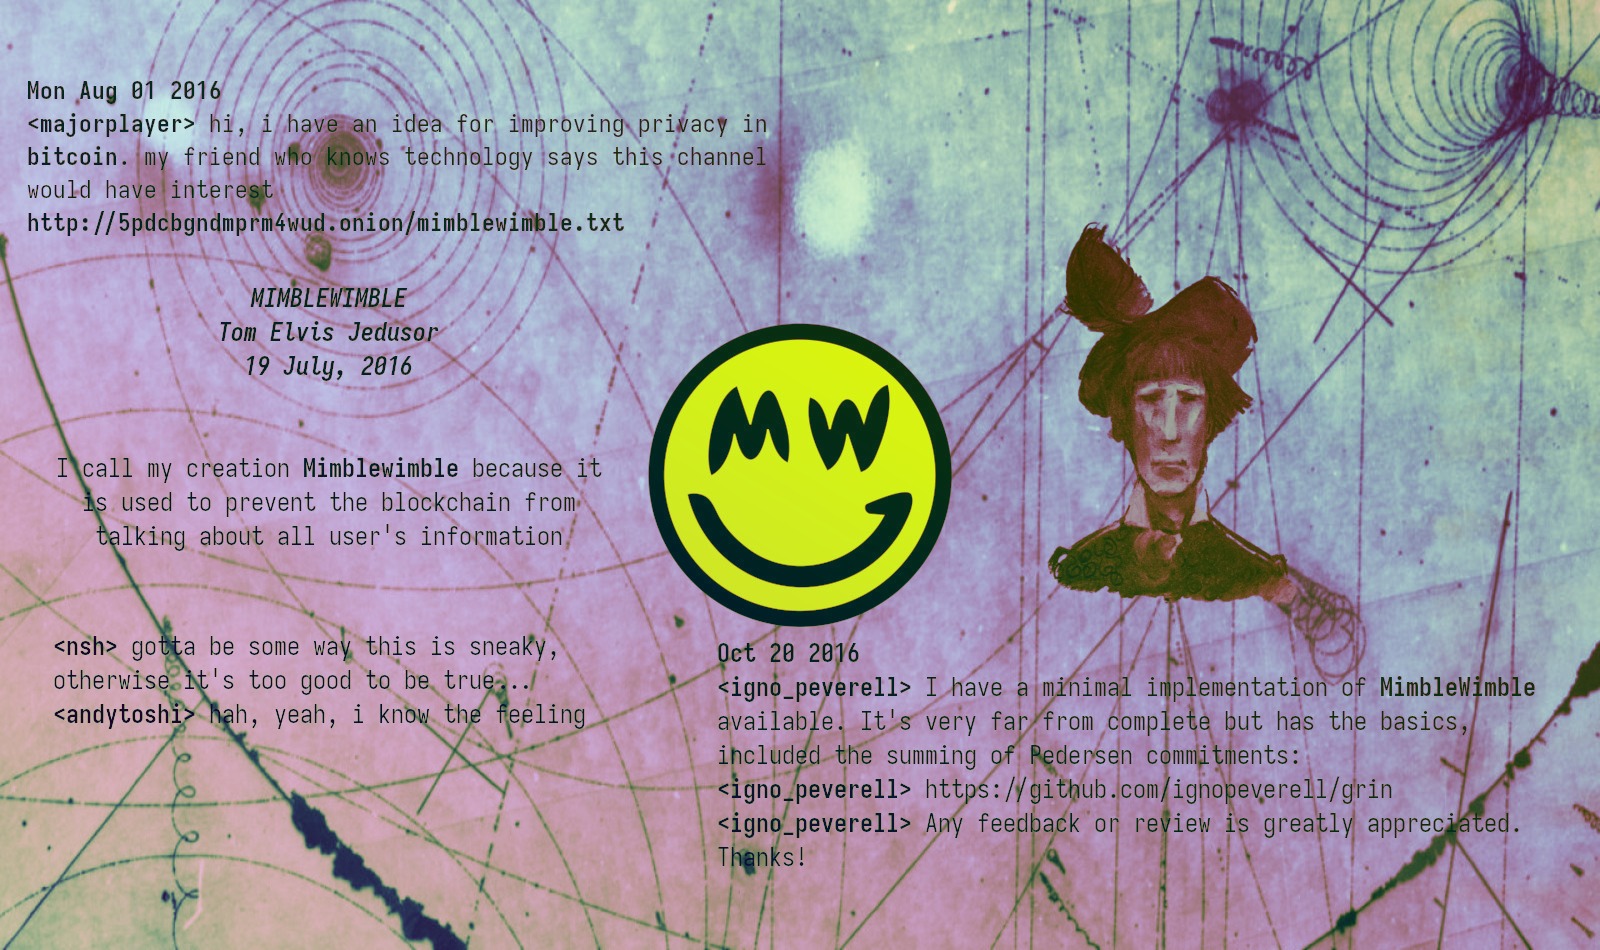 Mon Aug 01 2016
<majorplayer> hi, i have an idea for improving privacy in
bitcoin. my friend who knows technology says this channel
would have interest
http://5pdcbgndmprm4wud.onion/mimblewimble.txt
MIMBLEWIMBLE
Tom Elvis Jedusor
19 July, 2016
I call my creation Mimblewimble because it
is used to prevent the blockchain from
talking about all user's information
<nsh> gotta be some way this is sneaky,
otherwise it's too good to be true...
<andytoshi> hah, yeah, i know the feeling
MW
Oct 20 2016
<igno_peverell> I have a minimal implementation of MimbleWimble
available. It's very far from complete but has the basics,
included the summing of Pedersen commitments:
<igno_peverell> https://github.com/ignopeverell/grin
<igno_peverell> Any feedback or review is greatly appreciated.
Thanks!